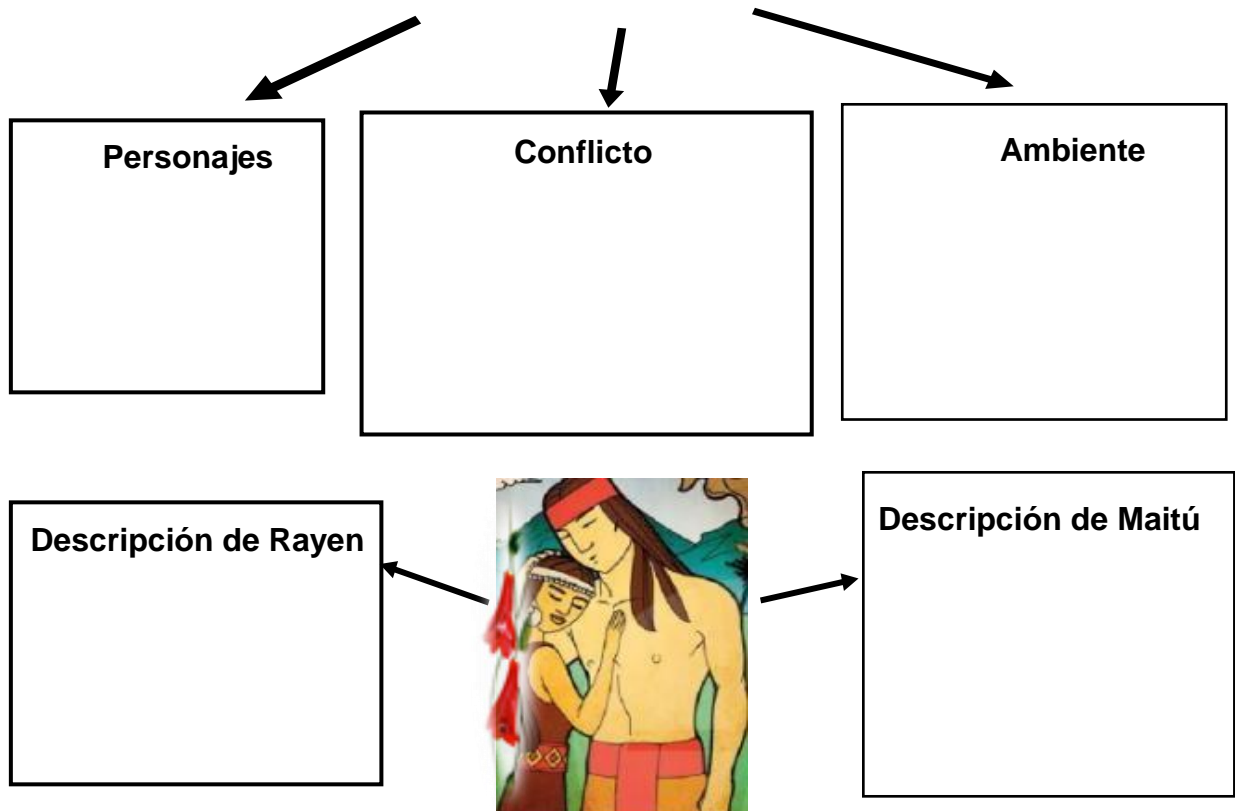 Personajes
Conflicto
Ambiente
Descripción de Rayen
Descripción de Maitú